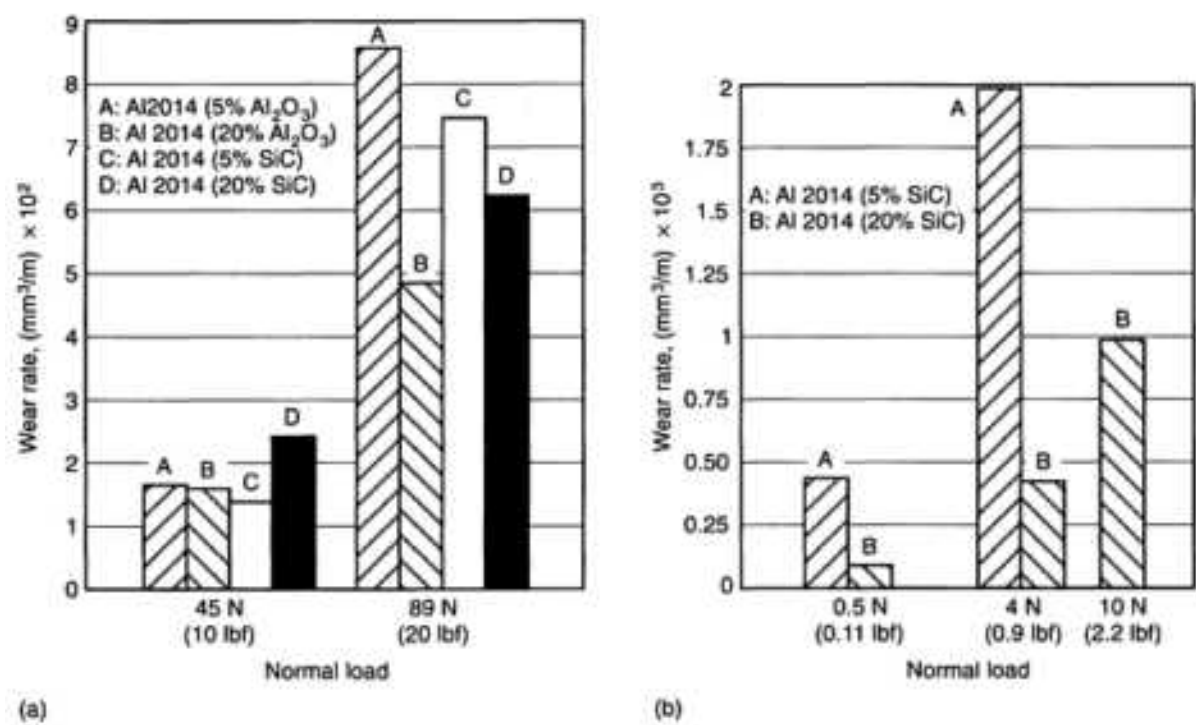 9
8
7
6
5
4
3
2
1
0
Wear rate, (mm³/m) × 10²
A: Al2014 (5% Al₂O₃)
B: Al 2014 (20% Al₂O₃)
C: Al 2014 (5% SiC)
D: Al 2014 (20% SiC)
A
B
C
D
A
B
C
D
45 N
(10 lbf)
89 N
(20 lbf)
Normal load
(a)
2
1.75
1.5
1.25
1
0.75
0.50
0.25
0
Wear rate, (mm³/m) × 10³
A: Al 2014 (5% SiC)
B: Al 2014 (20% SiC)
A
B
A
B
B
0.5 N
(0.11 lbf)
4 N
(0.9 lbf)
10 N
(2.2 lbf)
Normal load
(b)